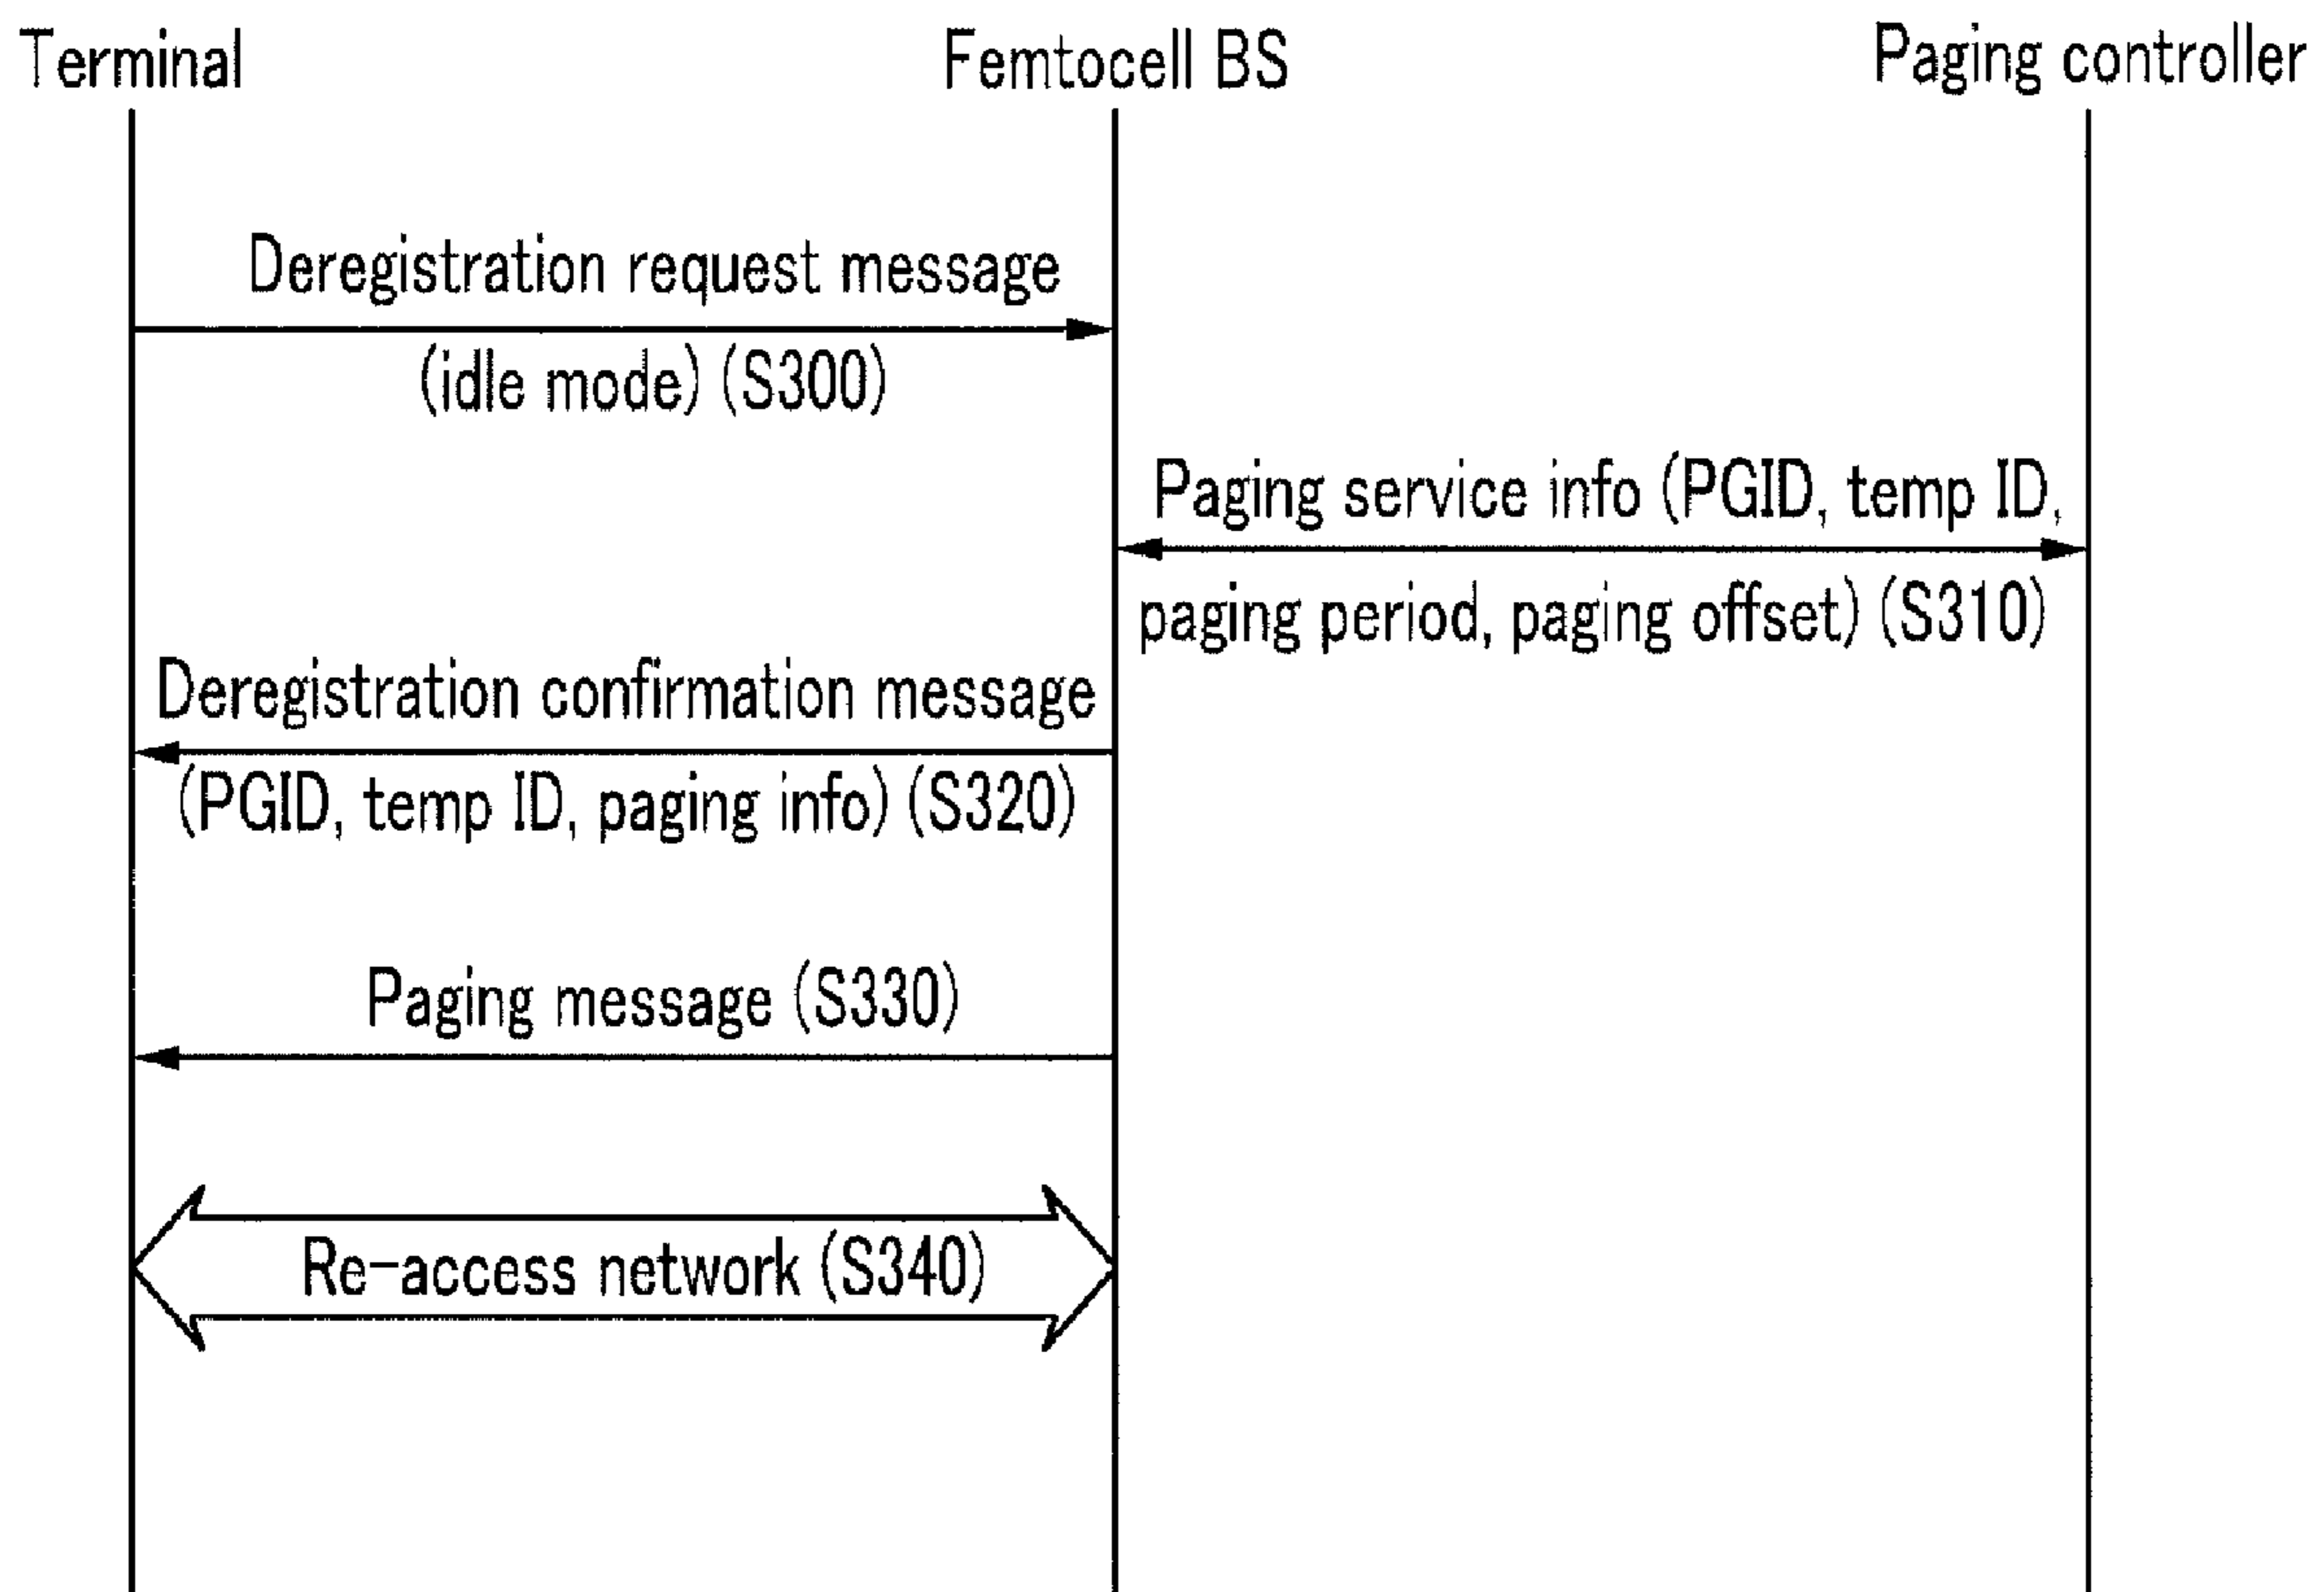 Terminal
Femtocell BS
Paging controller
Deregistration request message
(idle mode) (S300)
Paging service info (PGID, temp ID,
paging period, paging offset) (S310)
Deregistration confirmation message
(PGID, temp ID, paging info) (S320)
Paging message (S330)
Re-access network (S340)